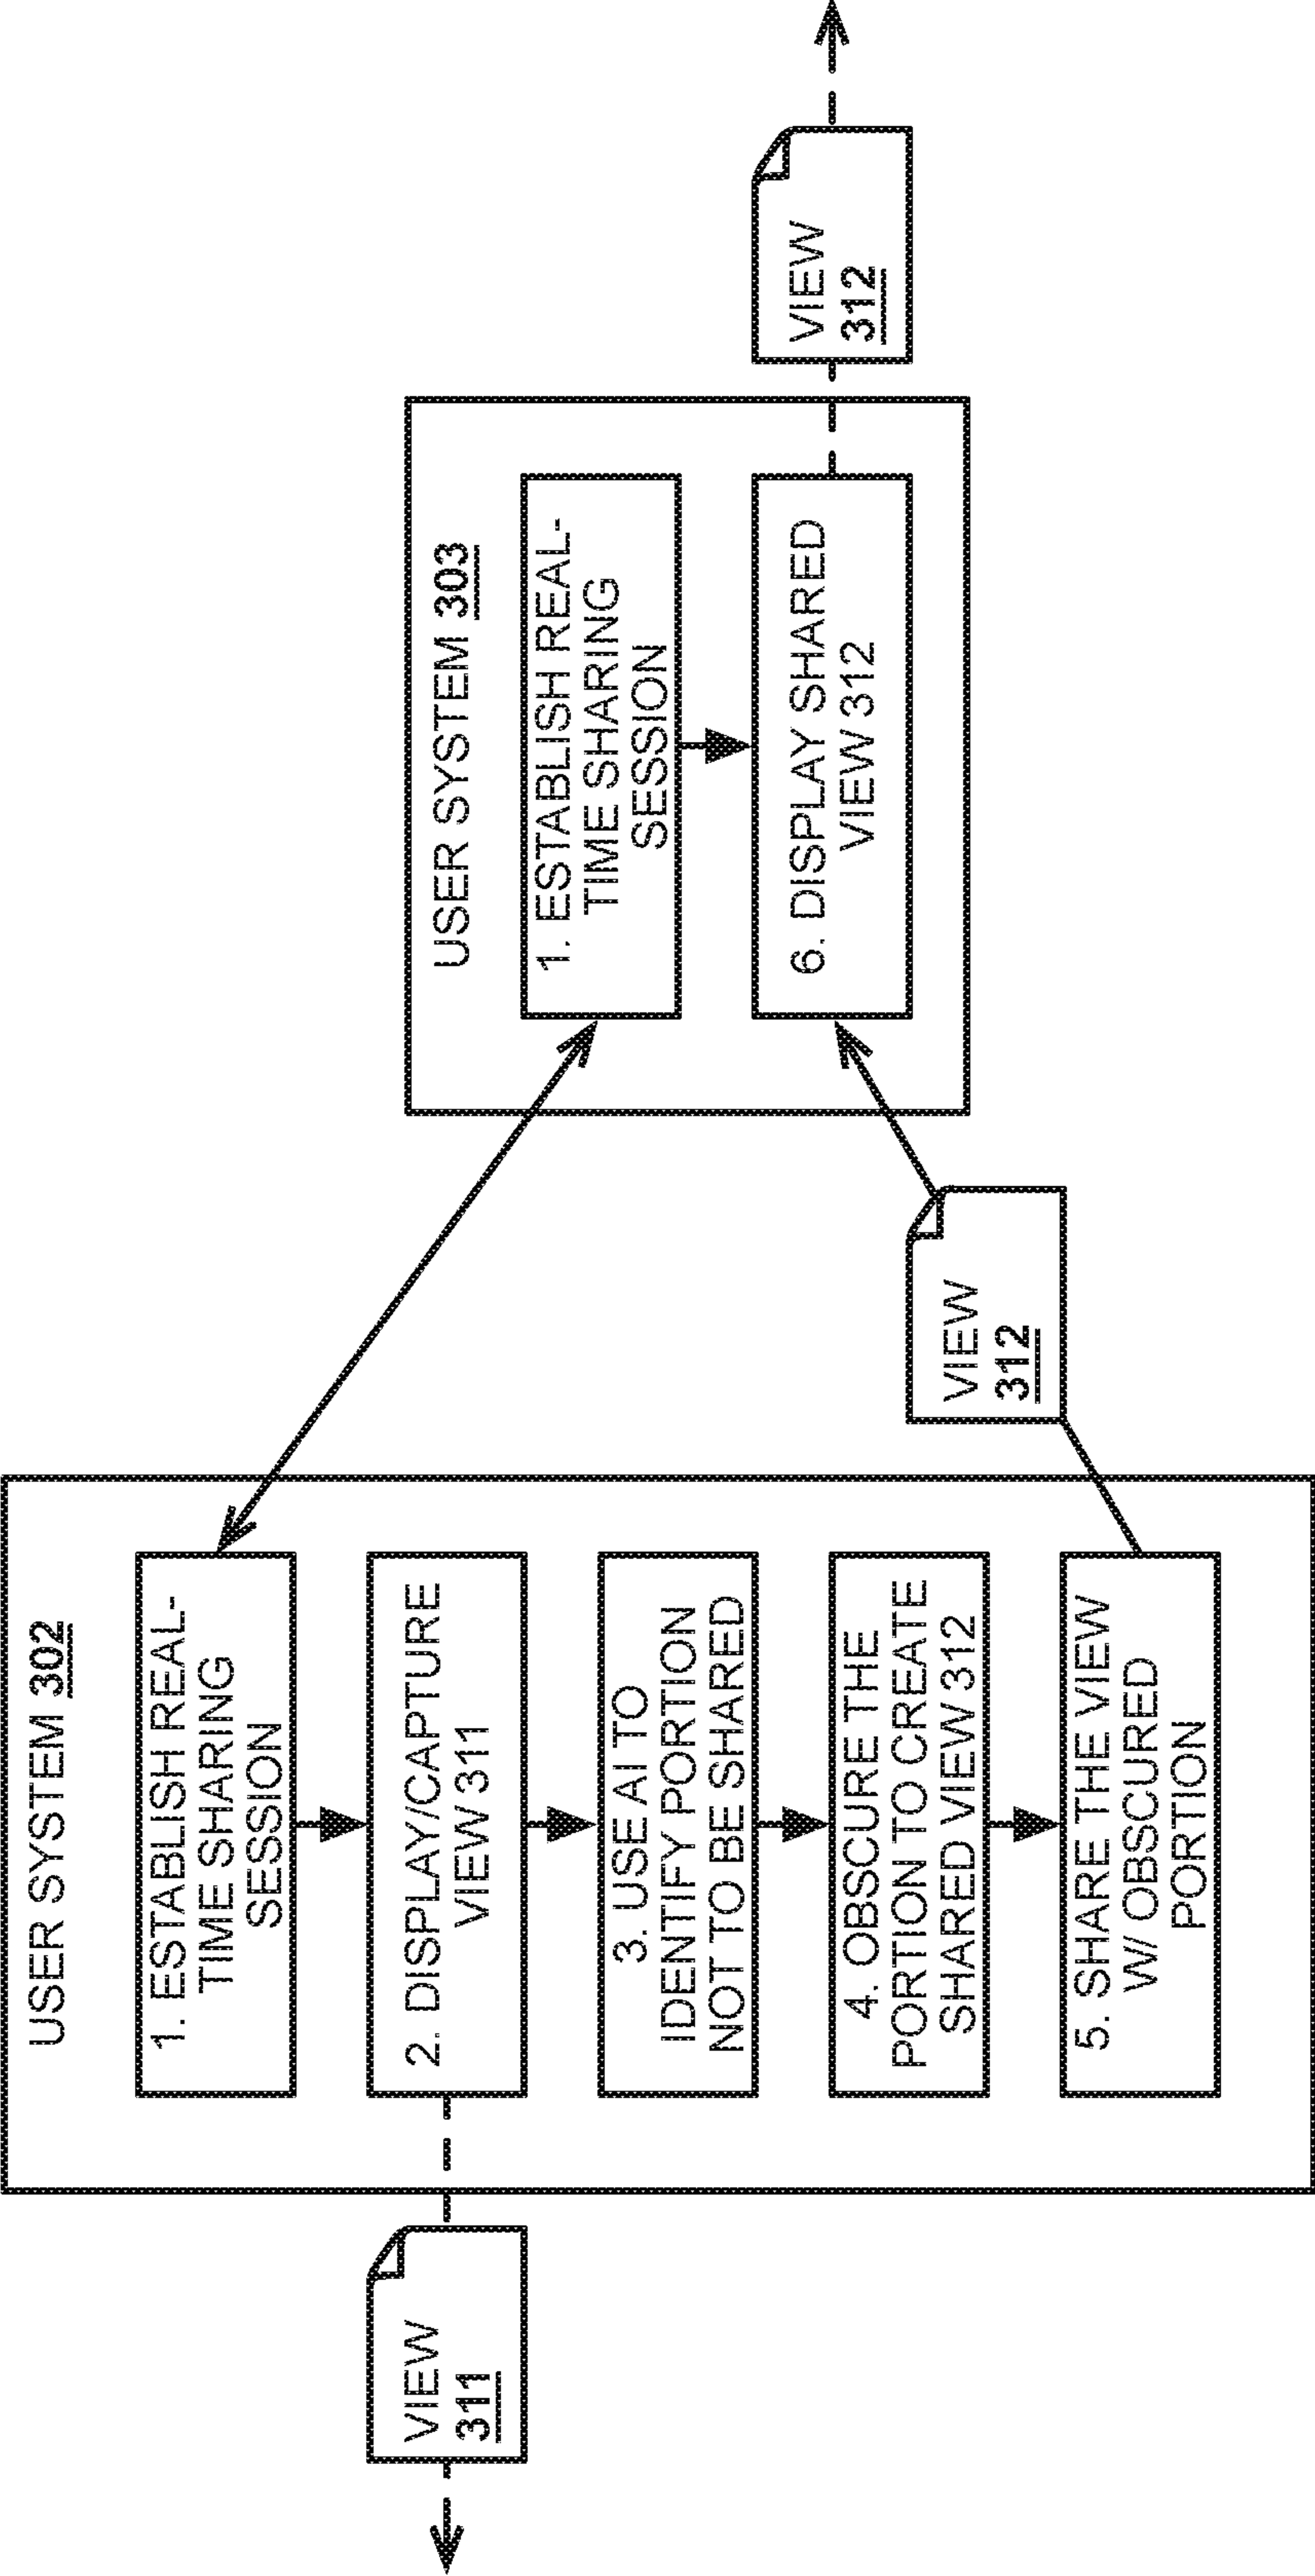 USER SYSTEM 302
1. ESTABLISH REAL-
TIME SHARING
SESSION
2. DISPLAY/CAPTURE
VIEW 311
3. USE AI TO
IDENTIFY PORTION
NOT TO BE SHARED
4. OBSCURE THE
PORTION TO CREATE
SHARED VIEW 312
5. SHARE THE VIEW
W/ OBSCURED
PORTION
VIEW
311
VIEW
312
USER SYSTEM 303
1. ESTABLISH REAL-
TIME SHARING
SESSION
6. DISPLAY SHARED
VIEW 312
VIEW
312